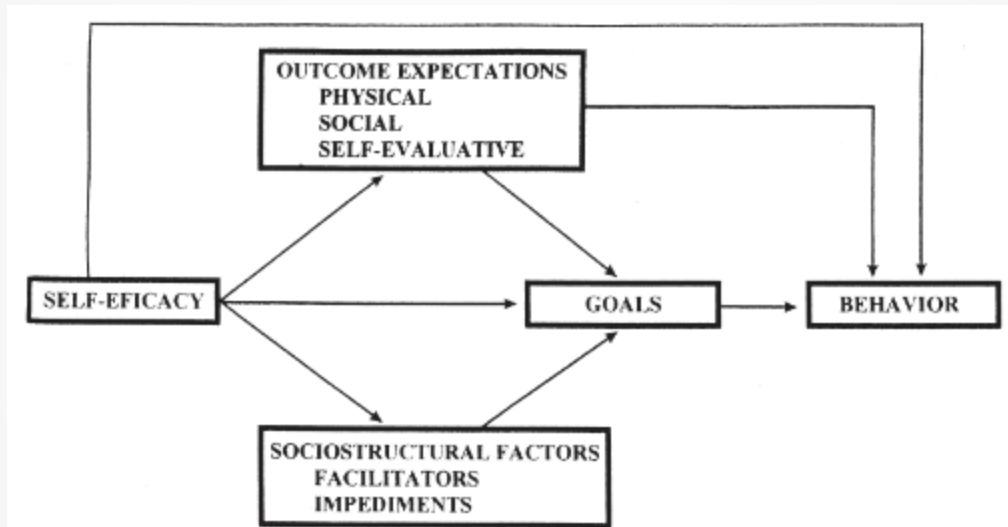 OUTCOME EXPECTATIONS
PHYSICAL
SOCIAL
SELF-EVALUATIVE
SELF-EFICACY
GOALS
BEHAVIOR
SOCIOSTRUCTURAL FACTORS
FACILITATORS
IMPEDIMENTS